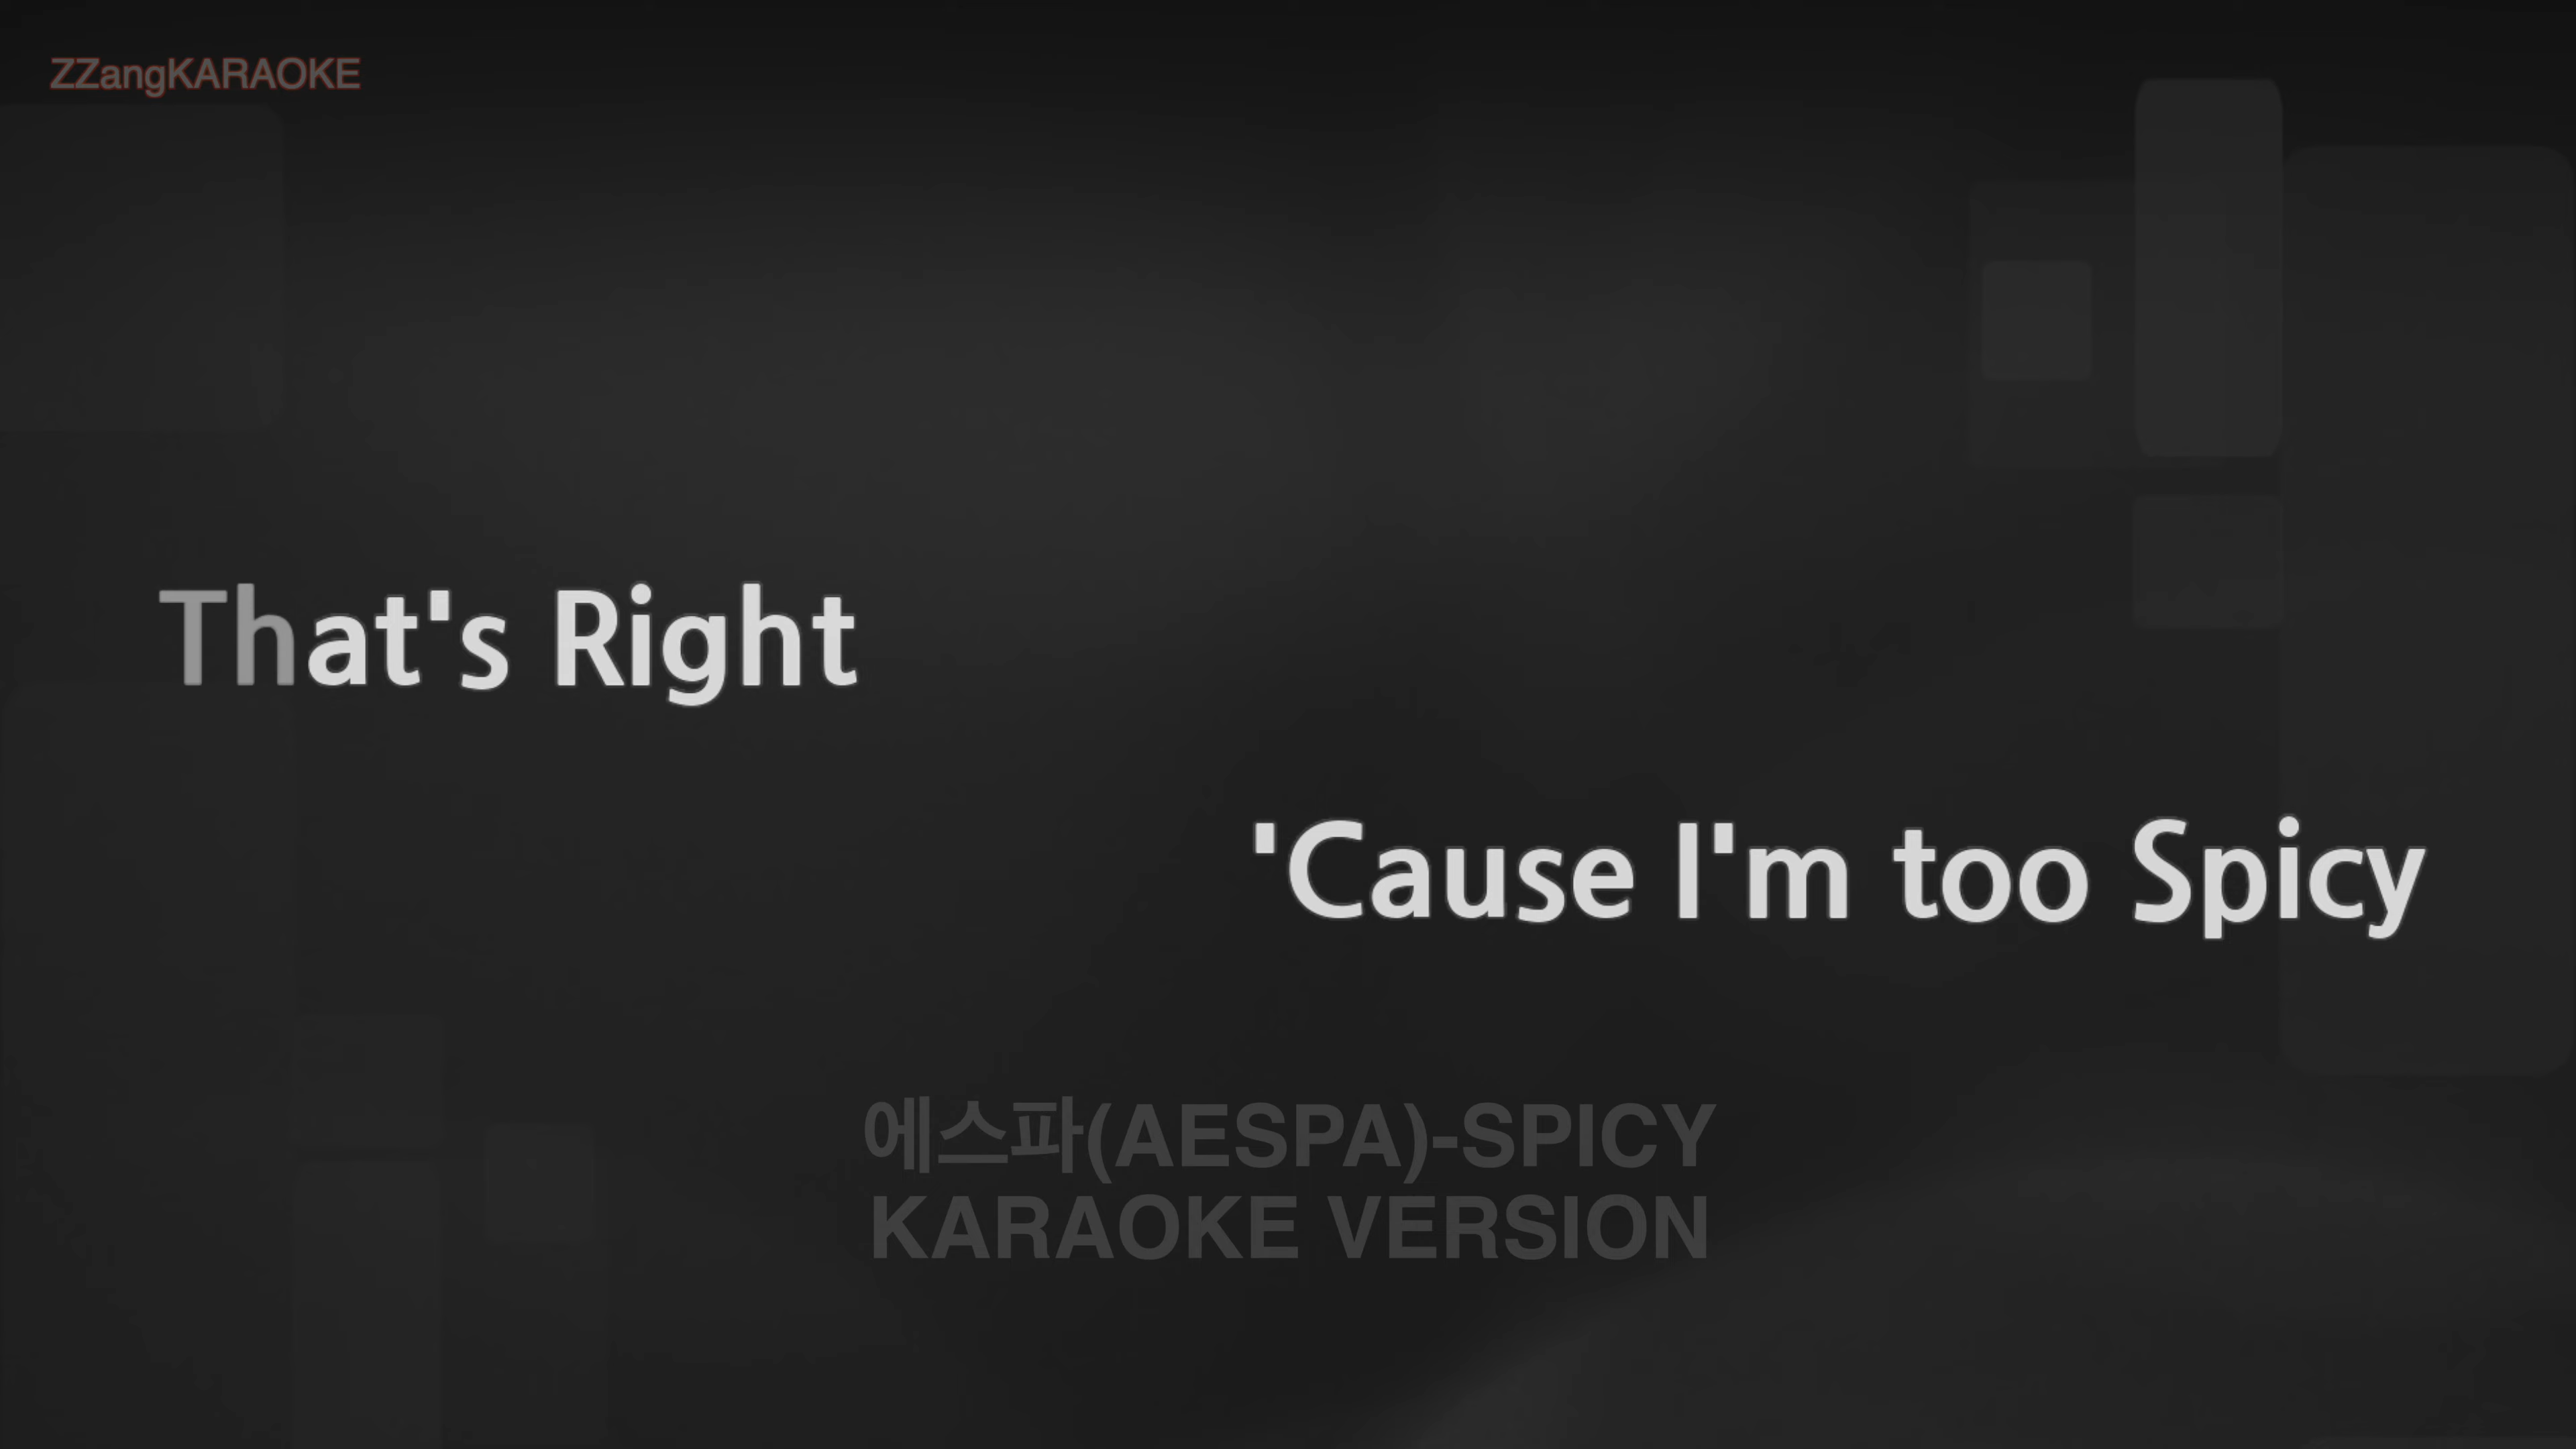 ZZangKARAOKE
That's Right
'Cause I'm too Spicy
에스파(AESPA)-SPICY
KARAOKE VERSION